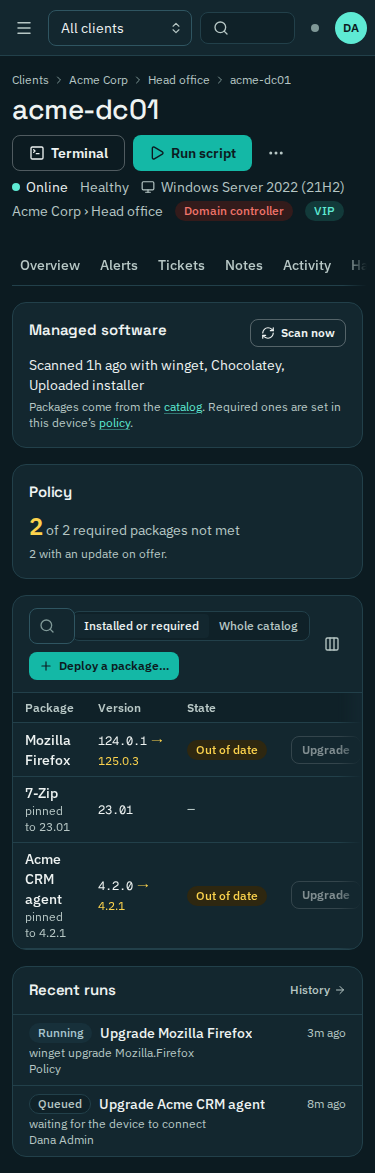 All clients
DA
Clients > Acme Corp > Head office > acme-dc01
acme-dc01
Terminal
Run script
Online Healthy Windows Server 2022 (21H2)
Acme Corp › Head office Domain controller VIP
Overview Alerts Tickets Notes Activity Ha
Managed software
Scan now
Scanned 1h ago with winget, Chocolatey,
Uploaded installer
Packages come from the catalog. Required ones are set in
this device’s policy.
Policy
2 of 2 required packages not met
2 with an update on offer.
Installed or required Whole catalog
+ Deploy a package…
Package Version State
Mozilla
Firefox
124.0.1 →
125.0.3
Out of date
Upgrade
7-Zip
pinned
to 23.01
23.01
—
Acme
CRM
agent
pinned
to 4.2.1
4.2.0 →
4.2.1
Out of date
Upgrade
Recent runs
History →
Running Upgrade Mozilla Firefox 3m ago
winget upgrade Mozilla.Firefox
Policy
Queued Upgrade Acme CRM agent 8m ago
waiting for the device to connect
Dana Admin